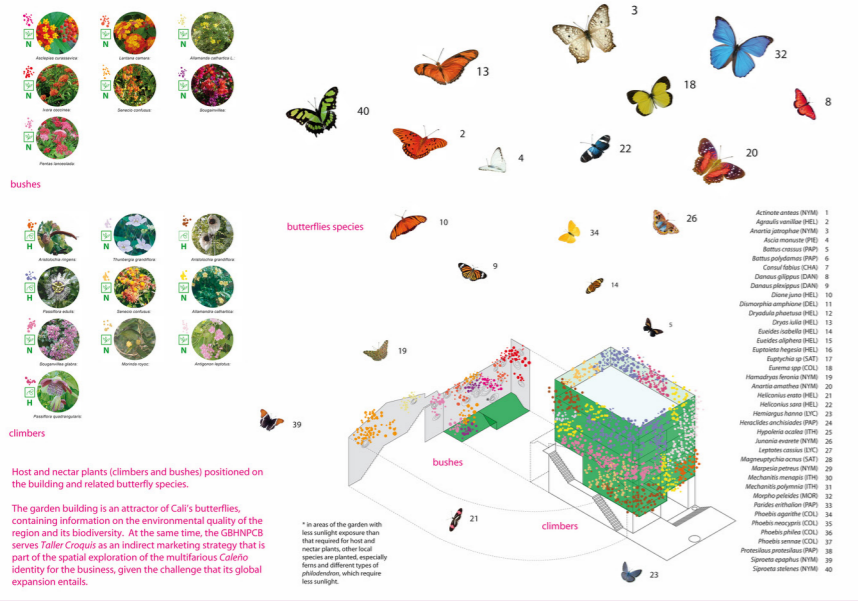 N
N
N
Asclepias curassavica:
Lantana camara:
Allamanda cathartica L.:
N
N
N
Ixora coccinea:
Senecio confusus:
Bougainvillea:
N
Pentas lanceolata:
bushes
3
13
32
18
8
40
2
4
22
20
butterflies species
10
34
26
9
14
5
19
39
H
N
H
Aristolochia ringens:
Thunbergia grandiflora:
Aristolochia grandiflora:
H
N
N
Passiflora edulis:
Senecio confusus:
Allamanda cathartica:
N
N
N
Bouganvillea glabra:
Morinda royoc:
Antigonon leptotus:
H
Passiflora quadrangularis:
climbers
Actinote anteas (NYM) 1
Agraulis vanillae (HEL) 2
Anartia jatrophae (NYM) 3
Ascia monuste (PIE) 4
Battus crassus (PAP) 5
Battus polydamas (PAP) 6
Consul fabius (CHA) 7
Danaus gilippus (DAN) 8
Danaus plexippus (DAN) 9
Dione juno (HEL) 10
Dismorphia amphione (DEL) 11
Dryadula phaetusa (HEL) 12
Dryas iulia (HEL) 13
Eueides isabella (HEL) 14
Eueides aliphera (HEL) 15
Euptoieta hegesia (HEL) 16
Euptychia sp (SAT) 17
Eurema spp (COL) 18
Hamadryas feronia (NYM) 19
Anartia amathea (NYM) 20
Heliconius erato (HEL) 21
Heliconius sara (HEL) 22
Hemiargus hanno (LYC) 23
Heraclides anchisiades (PAP) 24
Hypoleria ocalea (ITH) 25
Junonia evarete (NYM) 26
Leptotes cassius (LYC) 27
Magneuptychia ocnus (SAT) 28
Marpesia petreus (NYM) 29
Mechanitis menapis (ITH) 30
Mechanitis polymnia (ITH) 31
Morpho peleides (MOR) 32
Parides erithalion (PAP) 33
Phoebis agarithe (COL) 34
Phoebis neocypris (COL) 35
Phoebis philea (COL) 36
Phoebis sennae (COL) 37
Protesilaus protesilaus (PAP) 38
Siproeta epaphus (NYM) 39
Siproeta stelenes (NYM) 40
bushes
climbers
21
23
Host and nectar plants (climbers and bushes) positioned on
the building and related butterfly species.
The garden building is an attractor of Cali's butterflies,
containing information on the environmental quality of the
region and its biodiversity. At the same time, the GBHNPCB
serves Taller Croquis as an indirect marketing strategy that is
part of the spatial exploration of the multifarious Caleño
identity for the business, given the challenge that its global
expansion entails.
* in areas of the garden with
less sunlight exposure than
that required for host and
nectar plants, other local
species are planted, especially
ferns and different types of
philodendron, which require
less sunlight.